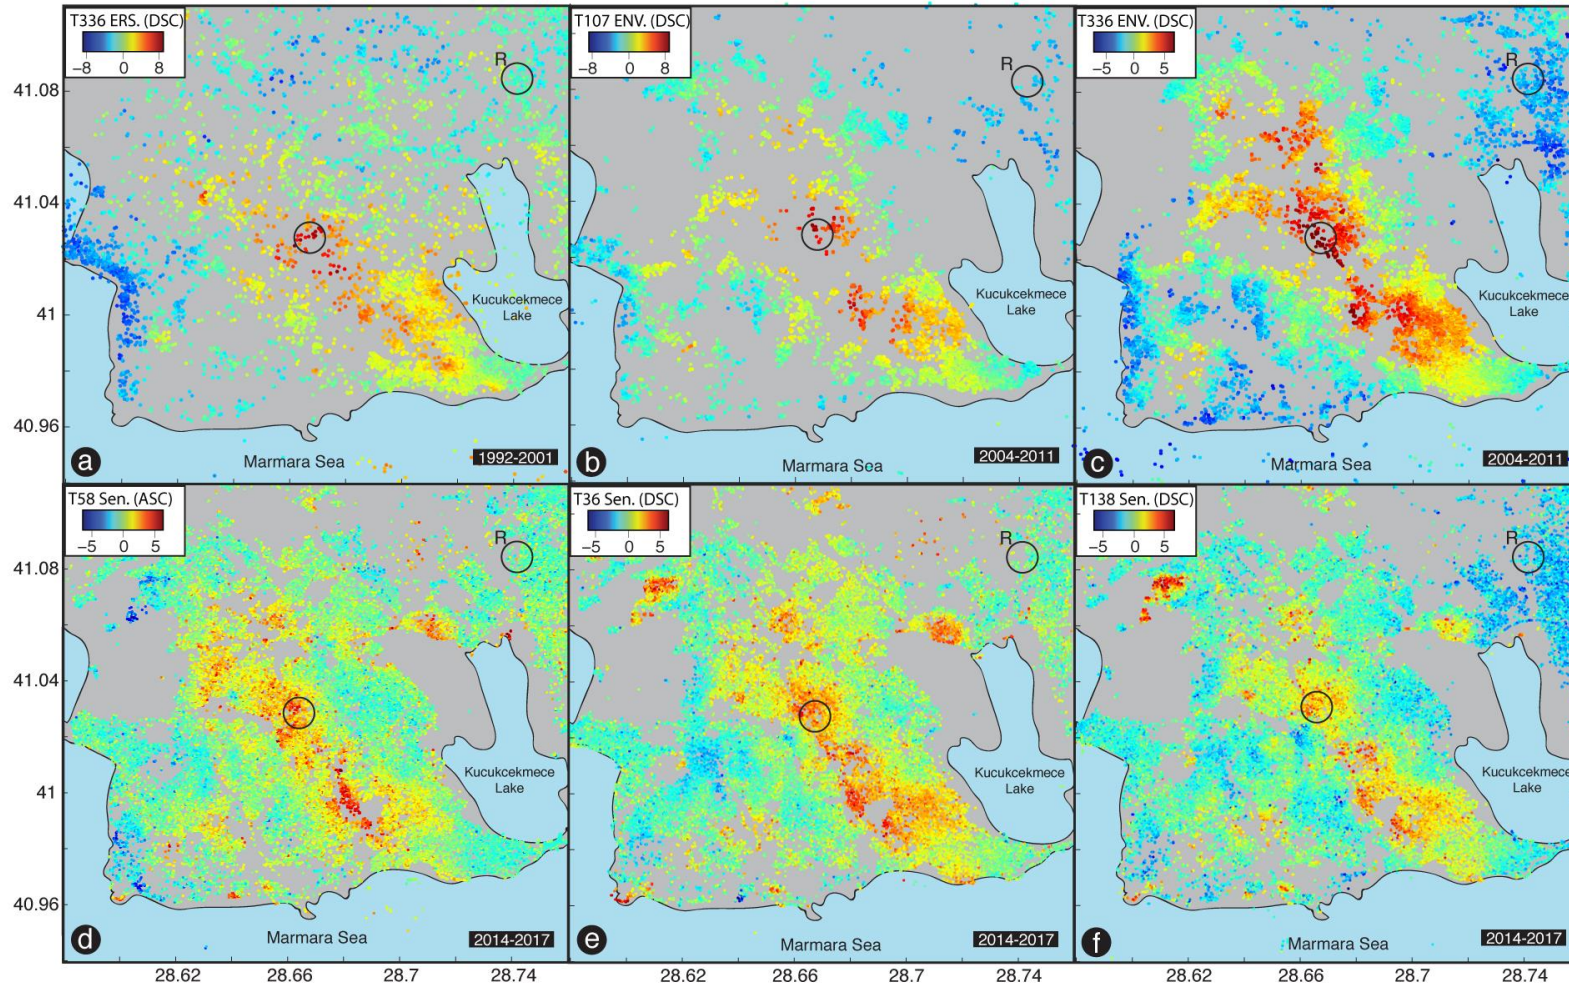 T336 ERS. (DSC)
−8 0 8
R
41.08
41.04
41
40.96
Kucukcekmece
Lake
Marmara Sea
a
1992-2001
T107 ENV. (DSC)
−8 0 8
R
Kucukcekmece
Lake
Marmara Sea
b
2004-2011
T336 ENV. (DSC)
−5 0 5
R
Kucukcekmece
Lake
Marmara Sea
c
2004-2011
T58 Sen. (ASC)
−5 0 5
R
41.08
41.04
41
40.96
Kucukcekmece
Lake
Marmara Sea
d
2014-2017
28.62 28.66 28.7 28.74
T36 Sen. (DSC)
−5 0 5
R
Kucukcekmece
Lake
Marmara Sea
e
2014-2017
28.62 28.66 28.7 28.74
T138 Sen. (DSC)
−5 0 5
R
Kucukcekmece
Lake
Marmara Sea
f
2014-2017
28.62 28.66 28.7 28.74